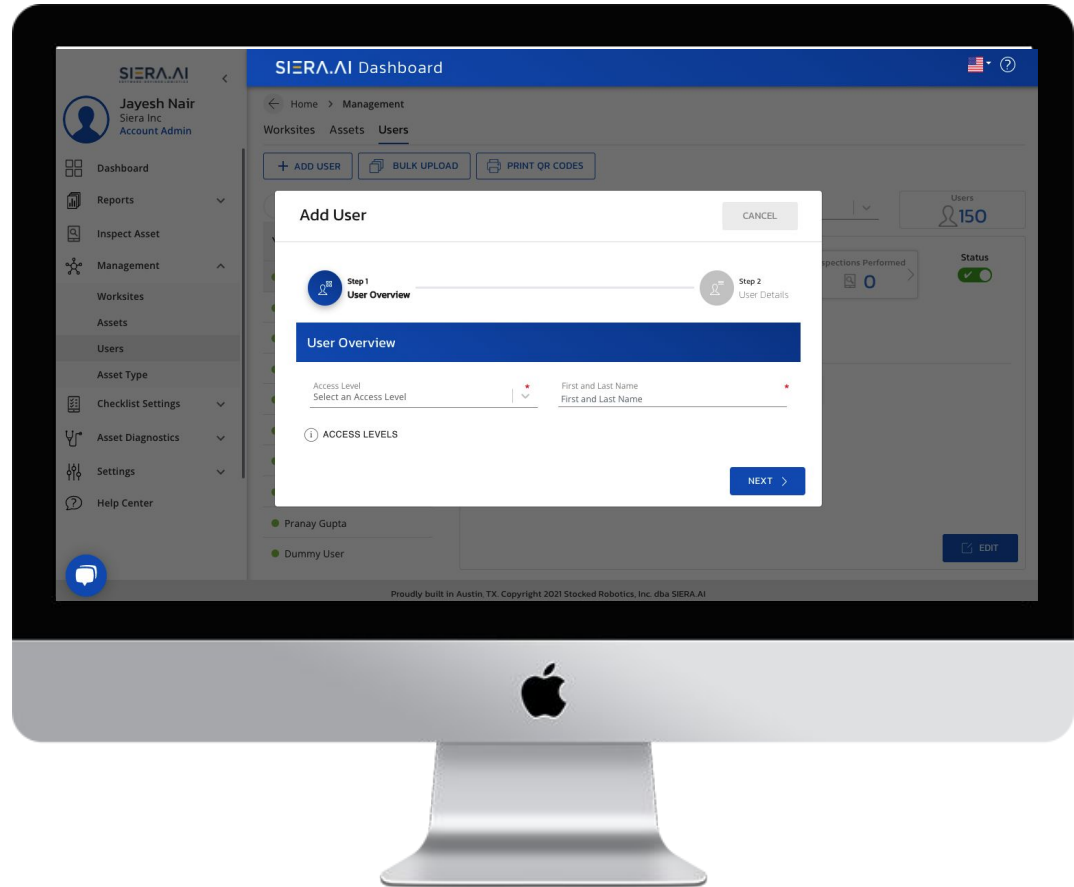 SIERA.AI
Jayesh Nair
Siera Inc
Account Admin
Dashboard
Reports
Inspect Asset
Management
Worksites
Assets
Users
Asset Type
Checklist Settings
Asset Diagnostics
Settings
Help Center
SIERA.AI Dashboard
Home > Management
Worksites Assets Users
+ ADD USER BULK UPLOAD PRINT QR CODES
Users
150
Add User
CANCEL
Step 1
User Overview
Step 2
User Details
User Overview
Access Level
Select an Access Level
*
First and Last Name
First and Last Name
*
ACCESS LEVELS
NEXT >
pections Performed
0
Status
Pranay Gupta
Dummy User
EDIT
Proudly built in Austin, TX. Copyright 2021 Stocked Robotics, Inc. dba SIERA.AI